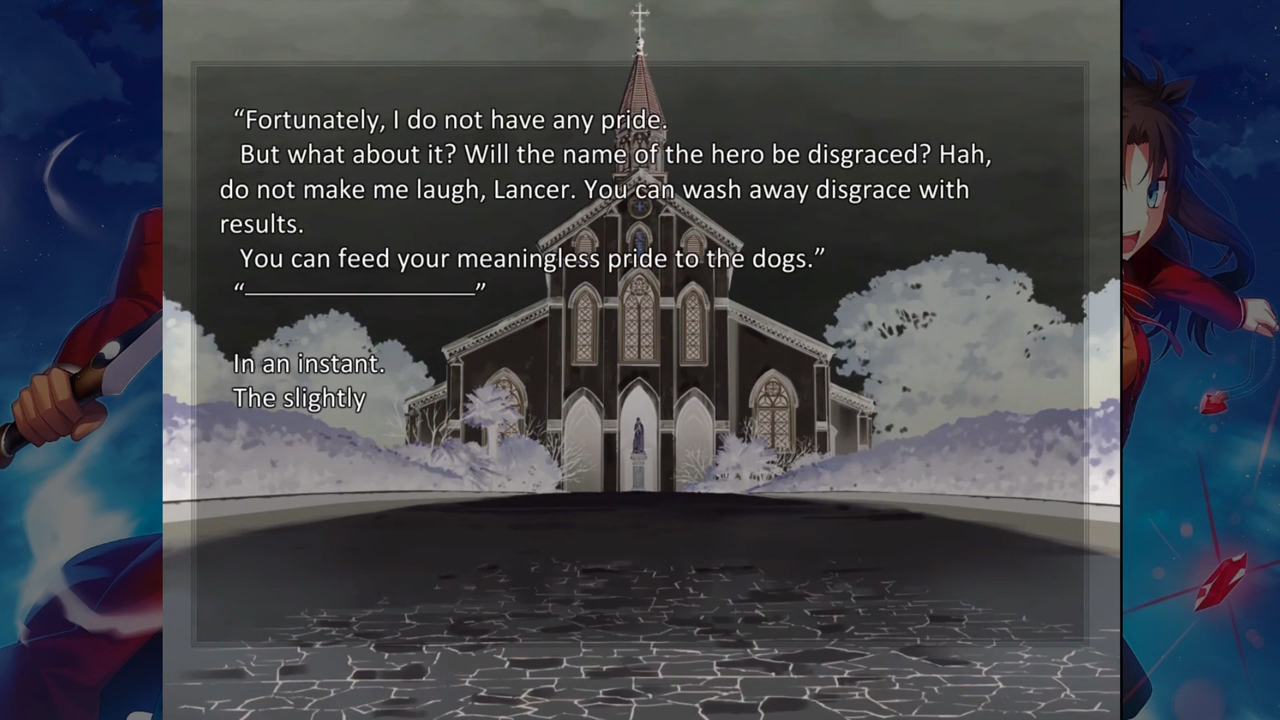 “Fortunately, I do not have any pride.
But what about it? Will the name of the hero be disgraced? Hah,
do not make me laugh, Lancer. You can wash away disgrace with
results.
You can feed your meaningless pride to the dogs.”
“———————————”
In an instant.
The slightly